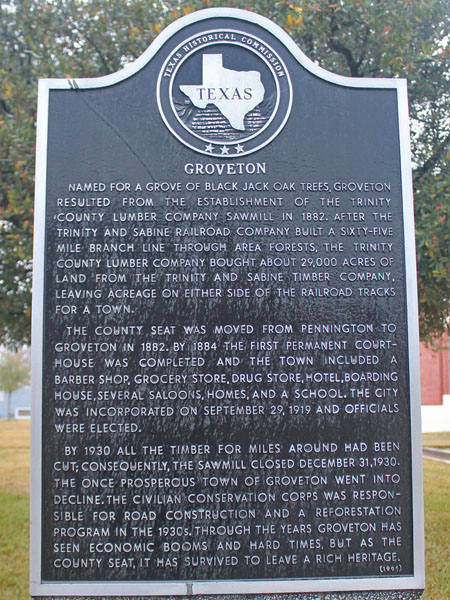 TEXAS HISTORICAL COMMISSION
TEXAS
GROVETON
NAMED FOR A GROVE OF BLACK JACK OAK TREES, GROVETON
RESULTED FROM THE ESTABLISHMENT OF THE TRINITY
COUNTY LUMBER COMPANY SAWMILL IN 1882. AFTER THE
TRINITY AND SABINE RAILROAD COMPANY BUILT A SIXTY-FIVE
MILE BRANCH LINE THROUGH AREA FORESTS, THE TRINITY
COUNTY LUMBER COMPANY BOUGHT ABOUT 29,000 ACRES OF
LAND FROM THE TRINITY AND SABINE TIMBER COMPANY,
LEAVING ACREAGE ON EITHER SIDE OF THE RAILROAD TRACKS
FOR A TOWN.
THE COUNTY SEAT WAS MOVED FROM PENNINGTON TO
GROVETON IN 1882. BY 1884 THE FIRST PERMANENT COURT-
HOUSE WAS COMPLETED AND THE TOWN INCLUDED A
BARBER SHOP, GROCERY STORE, DRUG STORE, HOTEL, BOARDING
HOUSE, SEVERAL SALOONS, HOMES, AND A SCHOOL. THE CITY
WAS INCORPORATED ON SEPTEMBER 29, 1919 AND OFFICIALS
WERE ELECTED.
BY 1930 ALL THE TIMBER FOR MILES AROUND HAD BEEN
CUT; CONSEQUENTLY, THE SAWMILL CLOSED DECEMBER 31, 1930.
THE ONCE PROSPEROUS TOWN OF GROVETON WENT INTO
DECLINE. THE CIVILIAN CONSERVATION CORPS WAS RESPON-
SIBLE FOR ROAD CONSTRUCTION AND A REFORESTATION
PROGRAM IN THE 1930S. THROUGH THE YEARS GROVETON HAS
SEEN ECONOMIC BOOMS AND HARD TIMES, BUT AS THE
COUNTY SEAT, IT HAS SURVIVED TO LEAVE A RICH HERITAGE.